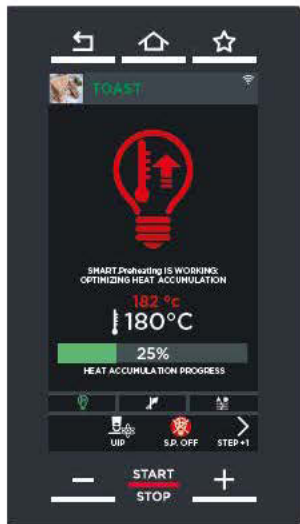 TOAST
SMART.Preheating IS WORKING:
OPTIMIZING HEAT ACCUMULATION
182 °c
180°C
25%
HEAT ACCUMULATION PROGRESS
UIP S.P. OFF STEP +1
START
STOP